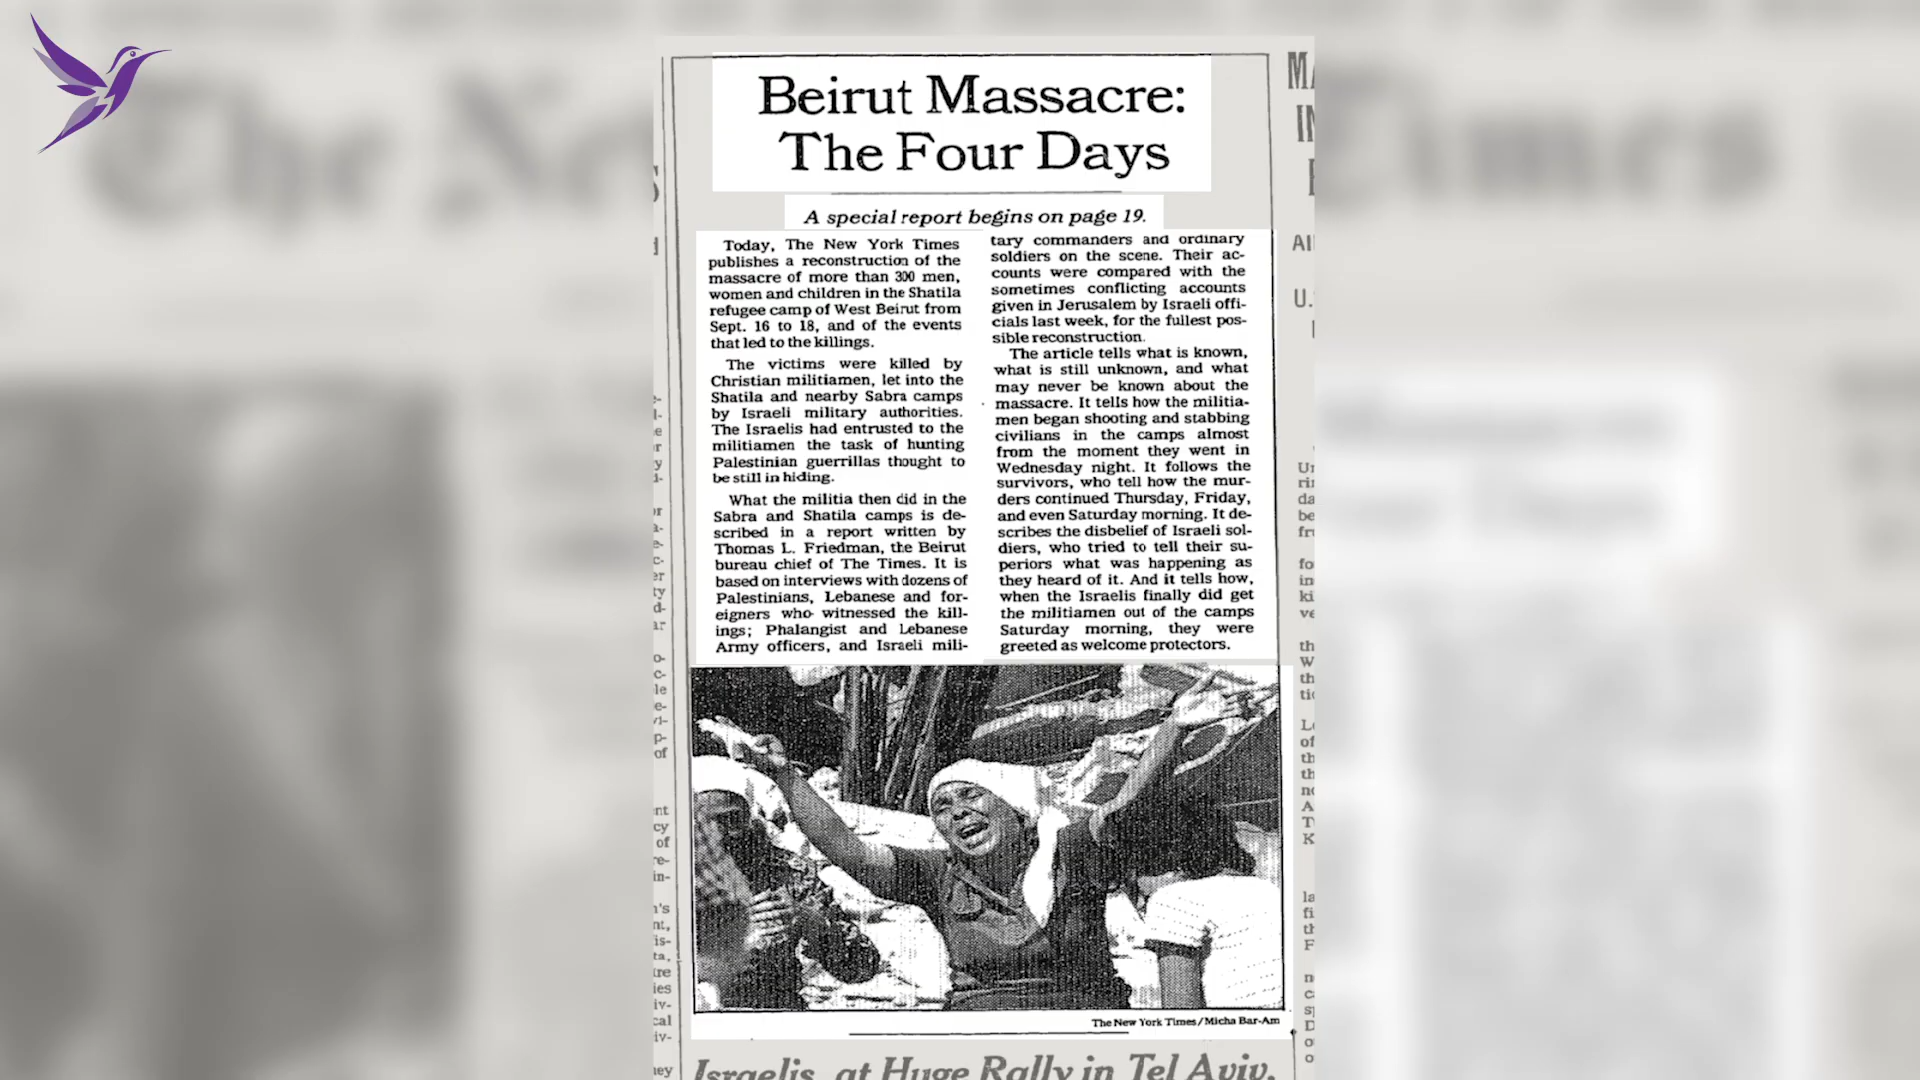 The New York Times
Beirut Massacre:
The Four Days
A special report begins on page 19.
Today, The New York Times
publishes a reconstruction of the
massacre of more than 300 men,
women and children in the Shatila
refugee camp of West Beirut from
Sept. 16 to 18, and of the events
that led to the killings.
The victims were killed by
Christian militiamen, let into the
Shatila and nearby Sabra camps
by Israeli military authorities.
The Israelis had entrusted to the
militiamen the task of hunting
Palestinian guerrillas thought to
be still in hiding.
What the militia then did in the
Sabra and Shatila camps is de-
scribed in a report written by
Thomas L. Friedman, the Beirut
bureau chief of The Times. It is
based on interviews with dozens of
Palestinians, Lebanese and for-
eigners who witnessed the kill-
ings; Phalangist and Lebanese
Army officers, and Israeli mili-
tary commanders and ordinary
soldiers on the scene. Their ac-
counts were compared with the
sometimes conflicting accounts
given in Jerusalem by Israeli offi-
cials last week, for the fullest pos-
sible reconstruction.
The article tells what is known,
what is still unknown, and what
may never be known about the
massacre. It tells how the militia-
men began shooting and stabbing
civilians in the camps almost
from the moment they went in
Wednesday night. It follows the
survivors, who tell how the mur-
ders continued Thursday, Friday,
and even Saturday morning. It de-
scribes the disbelief of Israeli sol-
diers, who tried to tell their su-
periors what was happening as
they heard of it. And it tells how,
when the Israelis finally did get
the militiamen out of the camps
Saturday morning, they were
greeted as welcome protectors.
The New York Times/Micha Bar-Am
Israelis, at Huge Rally in Tel Aviv,